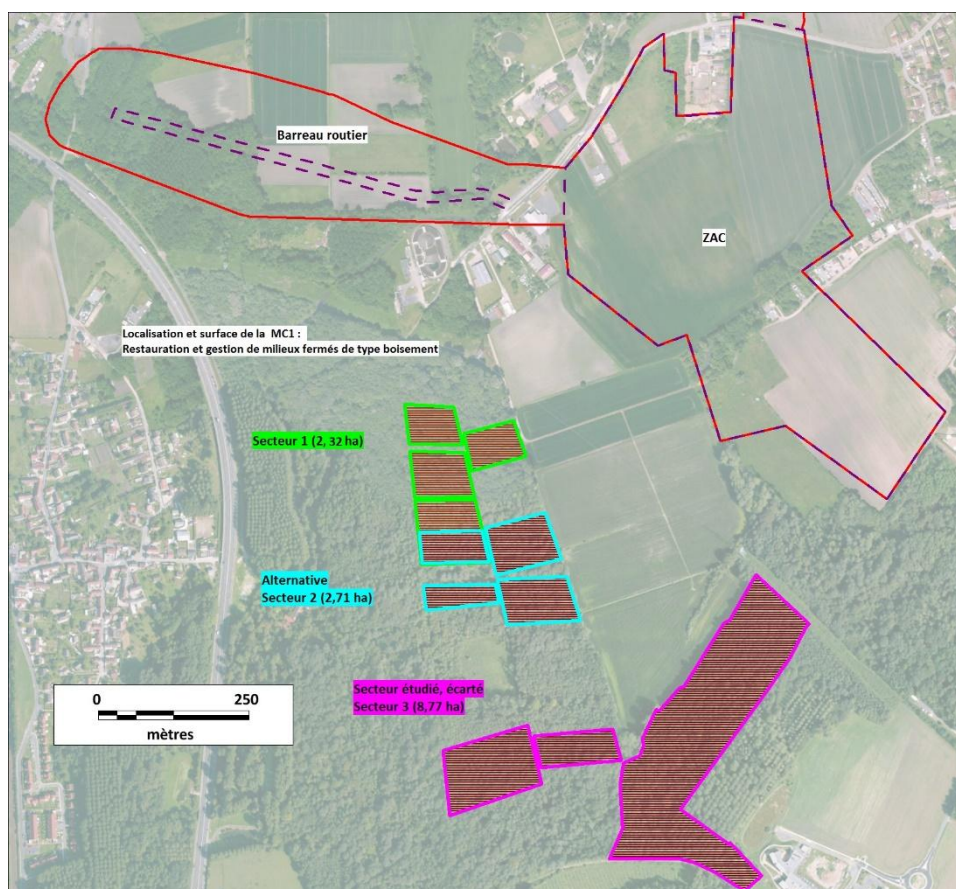 Barreau routier
ZAC
Localisation et surface de la MC1 :
Restauration et gestion de milieux fermés de type boisement
Secteur 1 (2, 32 ha)
Alternative
Secteur 2 (2,71 ha)
Secteur étudié, écarté
Secteur 3 (8,77 ha)
0 250
mètres